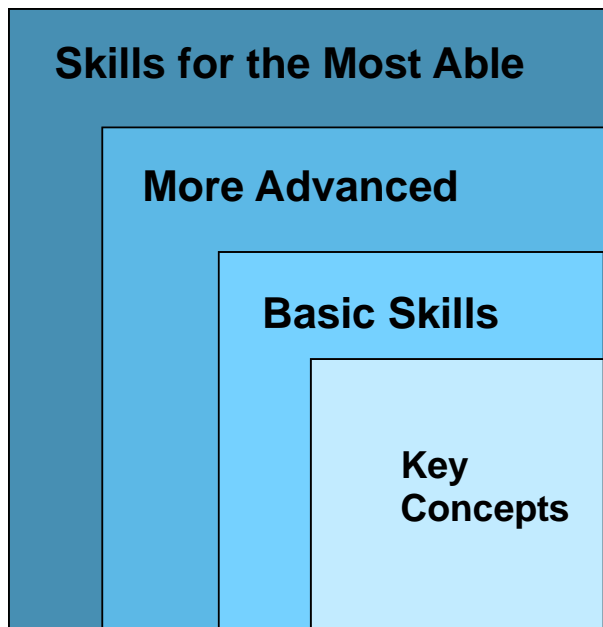 Skills for the Most Able
More Advanced
Basic Skills
Key
Concepts